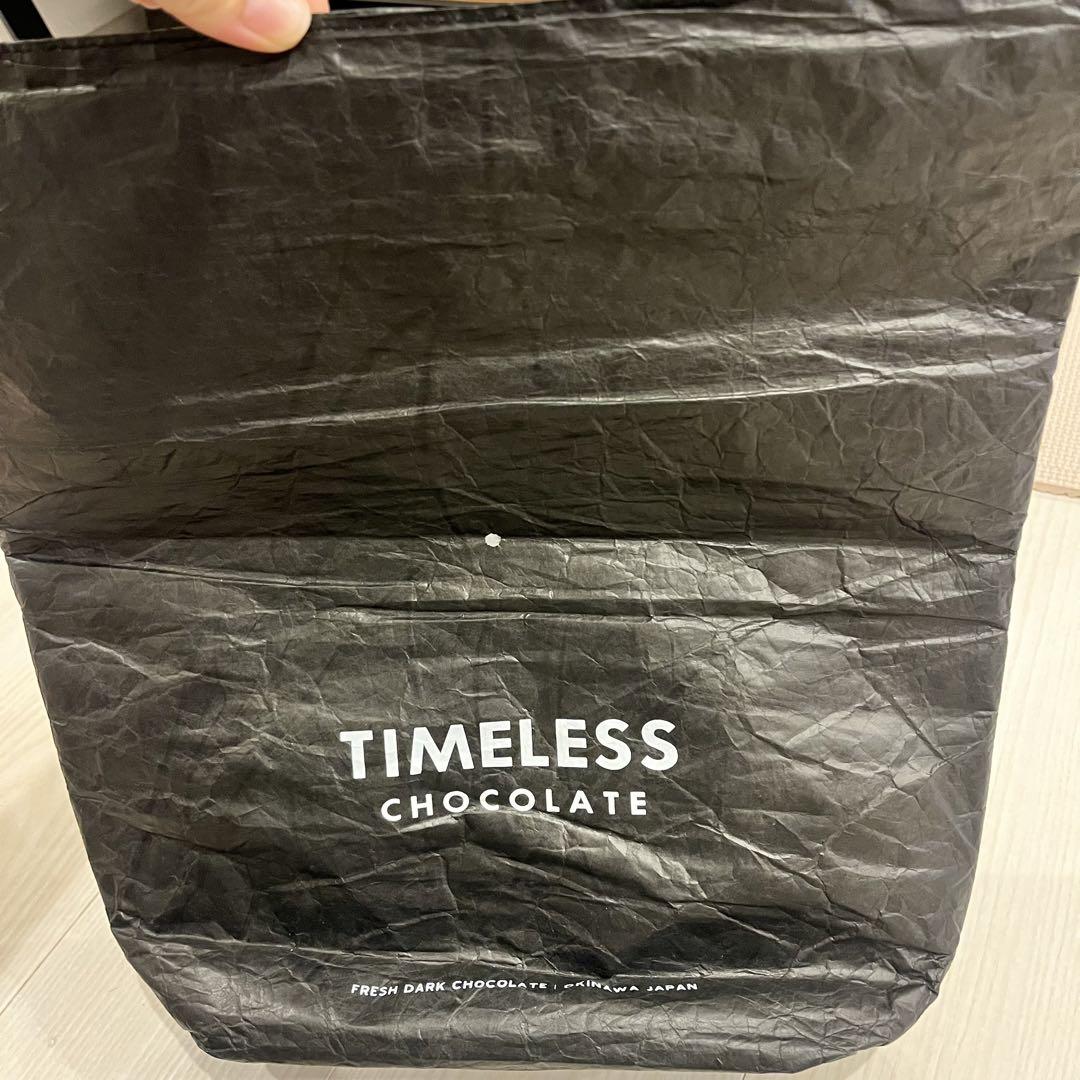 TIMELESS
CHOCOLATE
FRESH DARK CHOCOLATE | OKINAWA JAPAN